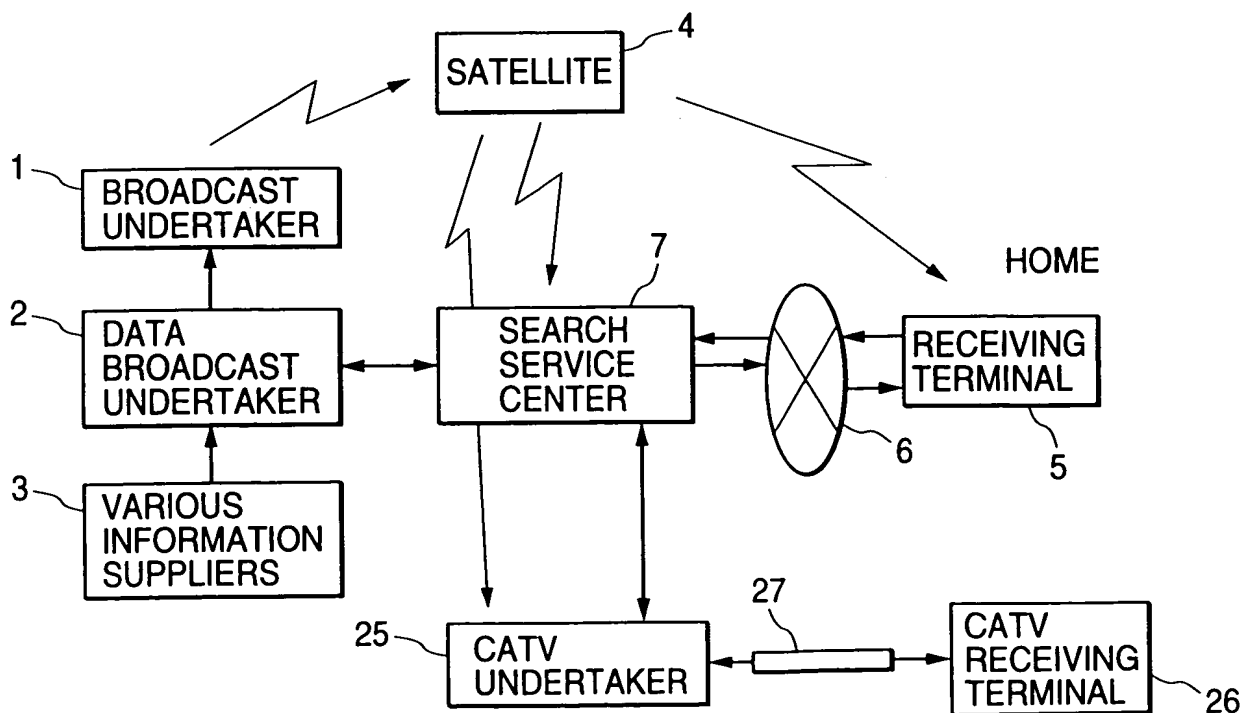 4
SATELLITE
1
BROADCAST
UNDERTAKER
7
HOME
2
DATA
BROADCAST
UNDERTAKER
SEARCH
SERVICE
CENTER
RECEIVING
TERMINAL
6
5
3
VARIOUS
INFORMATION
SUPPLIERS
27
25
CATV
UNDERTAKER
CATV
RECEIVING
TERMINAL
26